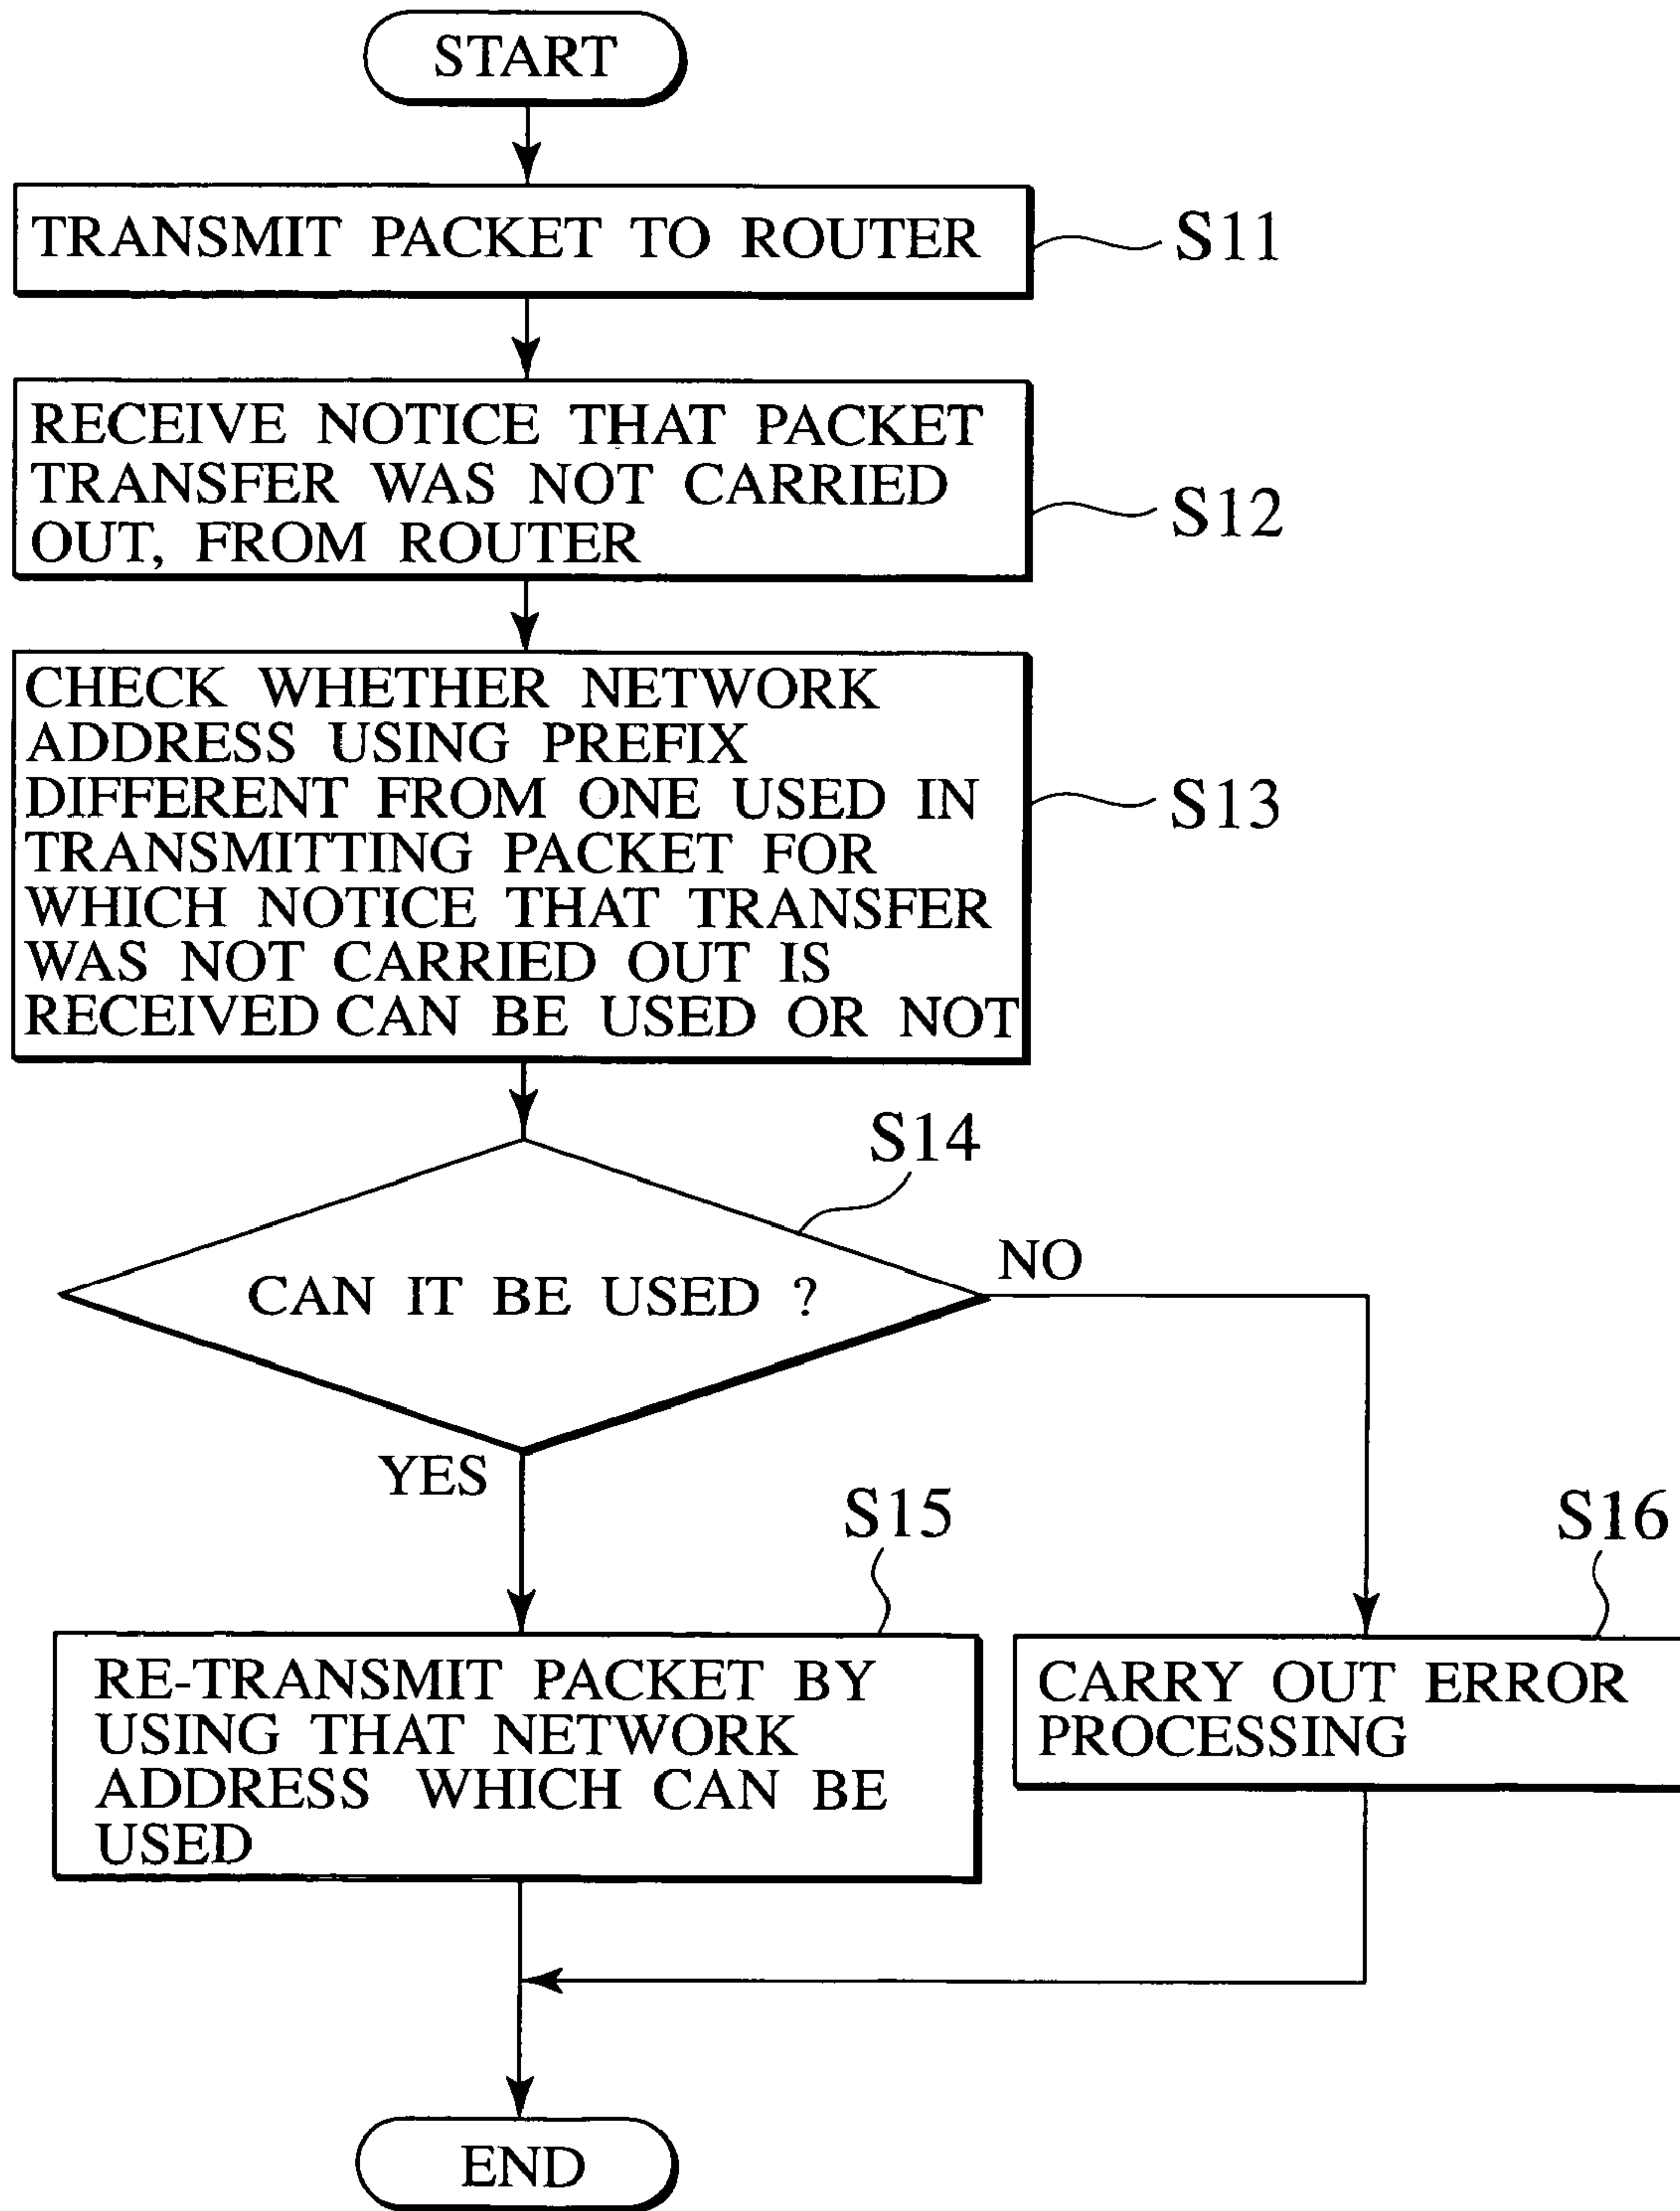 START
TRANSMIT PACKET TO ROUTER
S11
RECEIVE NOTICE THAT PACKET
TRANSFER WAS NOT CARRIED
OUT, FROM ROUTER
S12
CHECK WHETHER NETWORK
ADDRESS USING PREFIX
DIFFERENT FROM ONE USED IN
TRANSMITTING PACKET FOR
WHICH NOTICE THAT TRANSFER
WAS NOT CARRIED OUT IS
RECEIVED CAN BE USED OR NOT
S13
S14
CAN IT BE USED ?
NO
YES
S15
RE-TRANSMIT PACKET BY
USING THAT NETWORK
ADDRESS WHICH CAN BE
USED
S16
CARRY OUT ERROR
PROCESSING
END